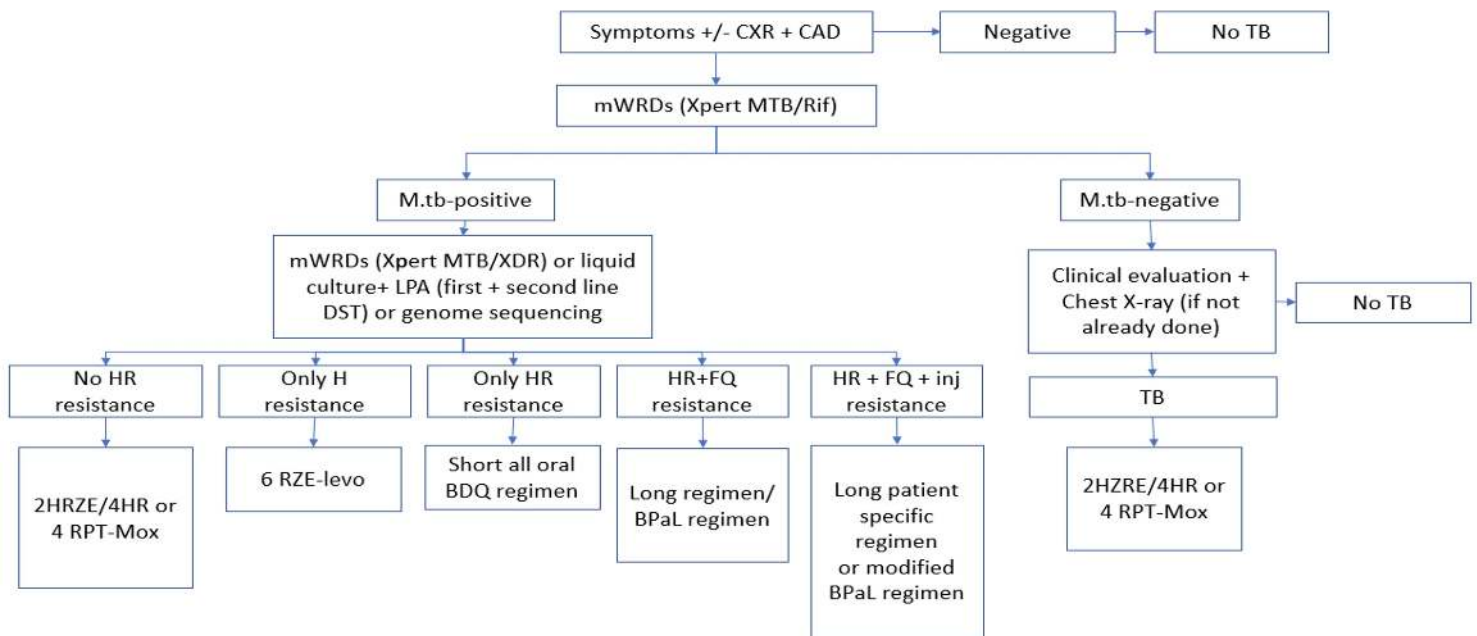 Symptoms +/- CXR + CAD
Negative
No TB
mWRDs (Xpert MTB/Rif)
M.tb-positive
M.tb-negative
mWRDs (Xpert MTB/XDR) or liquid
culture+ LPA (first + second line
DST) or genome sequencing
Clinical evaluation +
Chest X-ray (if not
already done)
No TB
No HR
resistance
Only H
resistance
Only HR
resistance
HR+FQ
resistance
HR + FQ + inj
resistance
TB
2HRZE/4HR or
4 RPT-Mox
6 RZE-levo
Short all oral
BDQ regimen
Long regimen/
BPaL regimen
Long patient
specific
regimen
or modified
BPaL regimen
2HZRE/4HR or
4 RPT-Mox